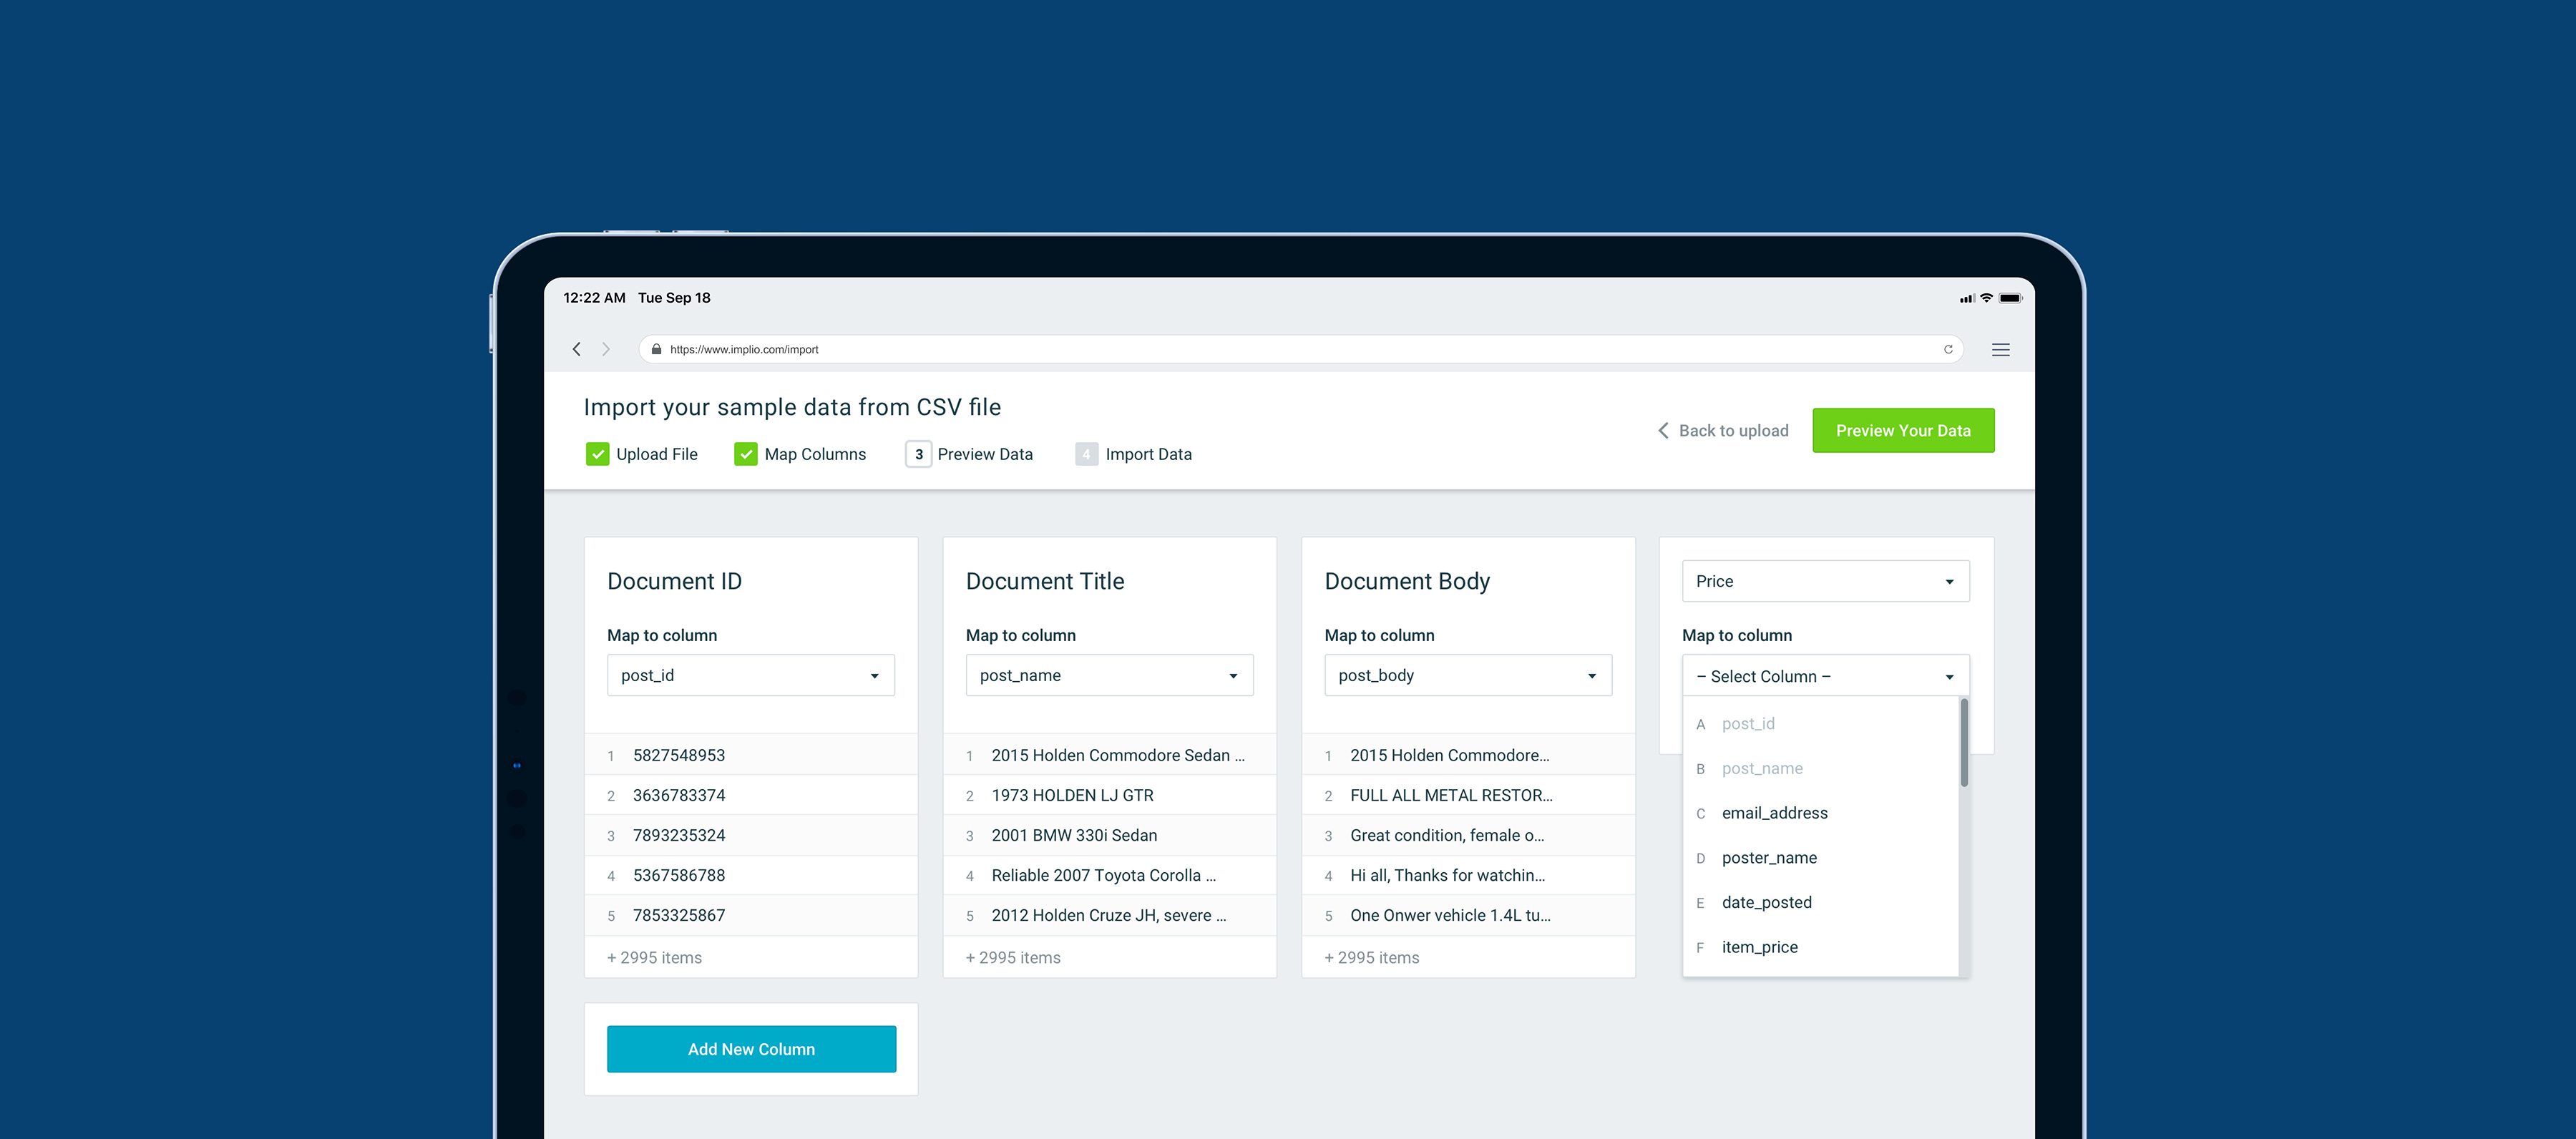 12:22 AM Tue Sep 18
https://www.implio.com/import
Import your sample data from CSV file
Upload File
Map Columns
3 Preview Data
4 Import Data
Back to upload
Preview Your Data
Document ID
Map to column
post_id
1 5827548953
2 3636783374
3 7893235324
4 5367586788
5 7853325867
+ 2995 items
Document Title
Map to column
post_name
1 2015 Holden Commodore Sedan ...
2 1973 HOLDEN LJ GTR
3 2001 BMW 330i Sedan
4 Reliable 2007 Toyota Corolla ...
5 2012 Holden Cruze JH, severe ...
+ 2995 items
Document Body
Map to column
post_body
1 2015 Holden Commodore...
2 FULL ALL METAL RESTOR...
3 Great condition, female o...
4 Hi all, Thanks for watchin...
5 One Onwer vehicle 1.4L tu...
+ 2995 items
Price
Map to column
– Select Column –
A post_id
B post_name
C email_address
D poster_name
E date_posted
F item_price
Add New Column